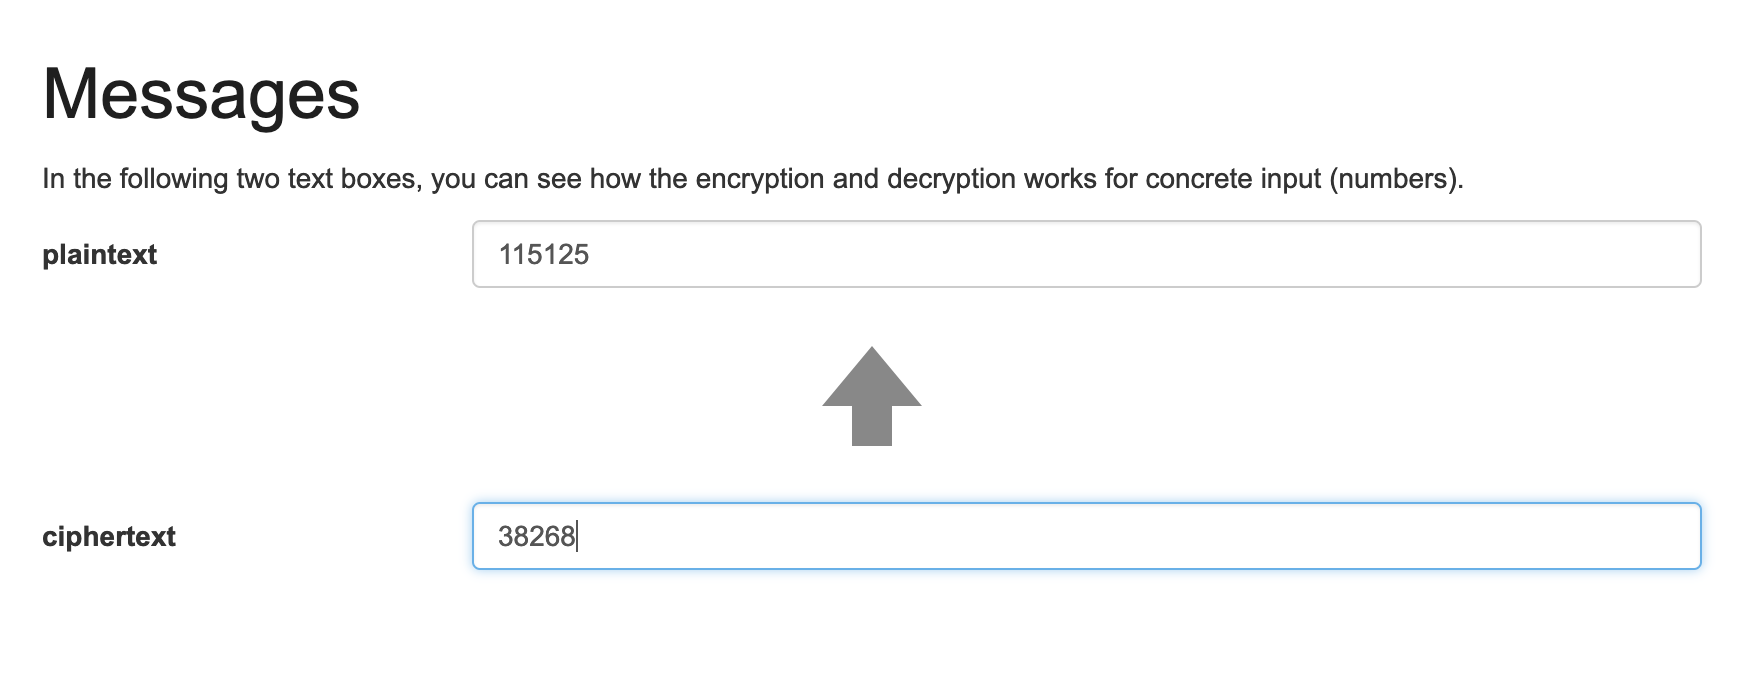 Messages
In the following two text boxes, you can see how the encryption and decryption works for concrete input (numbers).
plaintext 115125
ciphertext 38268